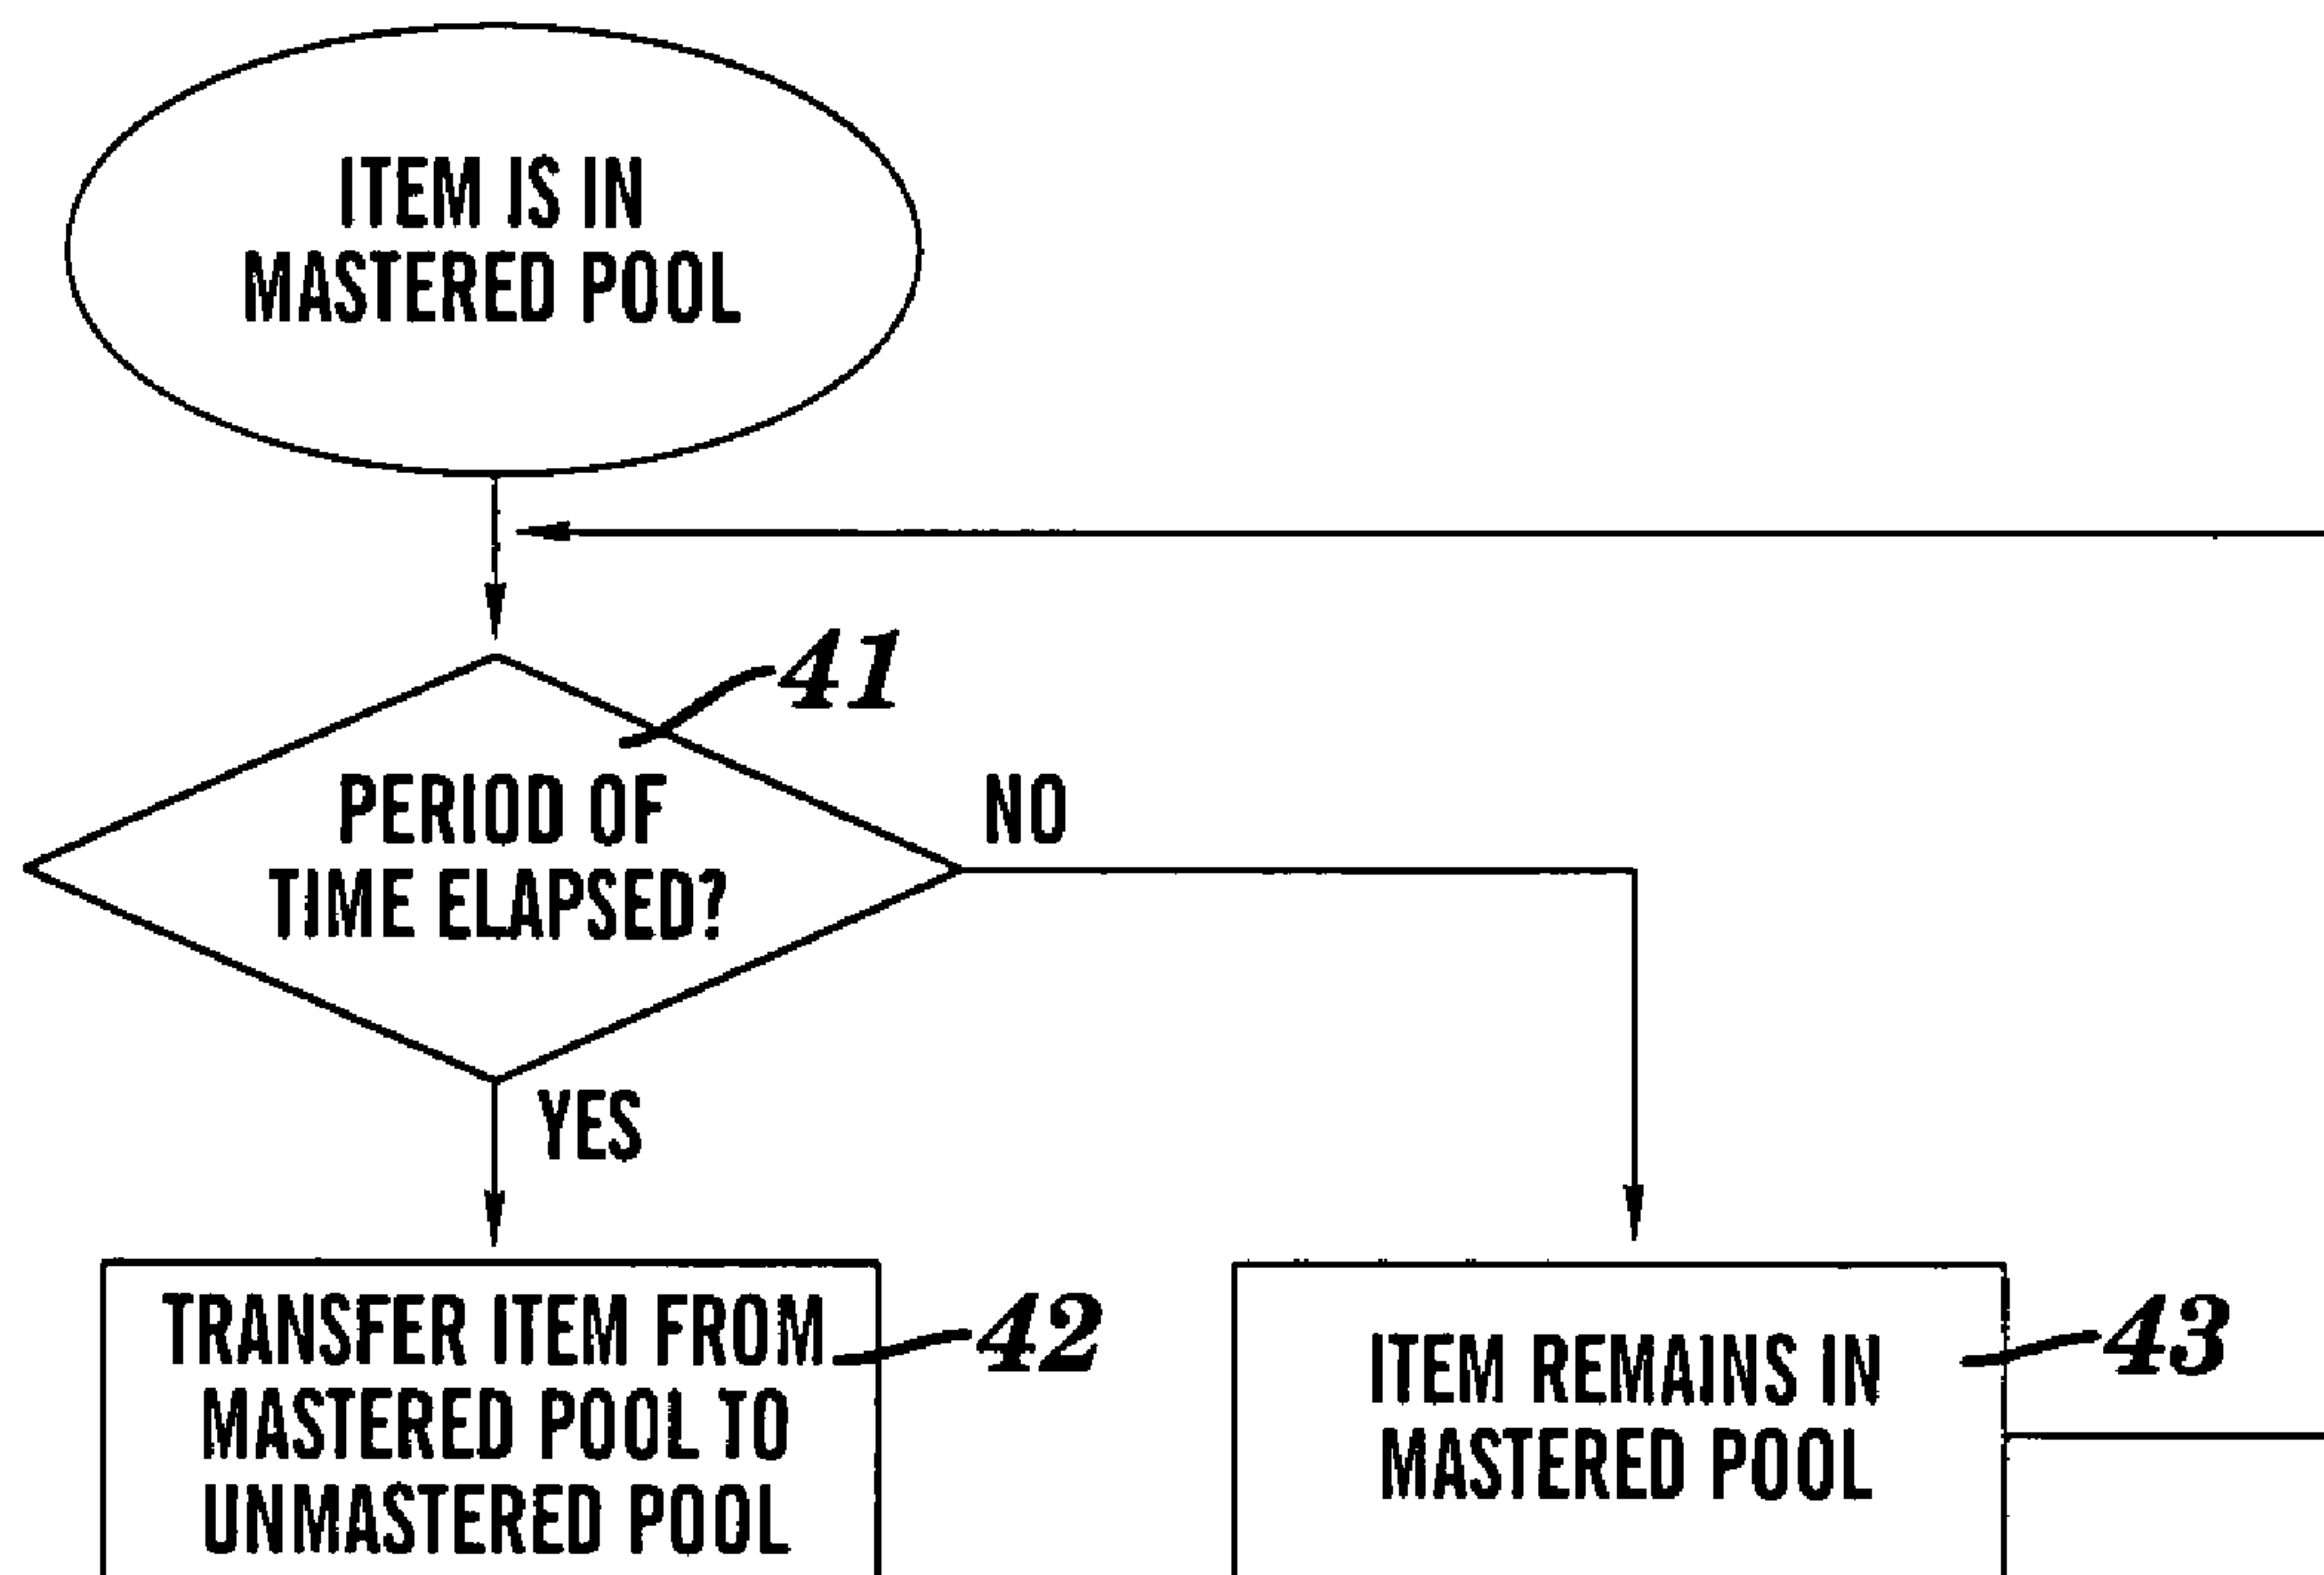 ITEM IS IN
MASTERED POOL
41
PERIOD OF
TIME ELAPSED?
NO
YES
TRANSFER ITEM FROM
MASTERED POOL TO
UNMASTERED POOL
42
ITEM REMAINS IN
MASTERED POOL
43